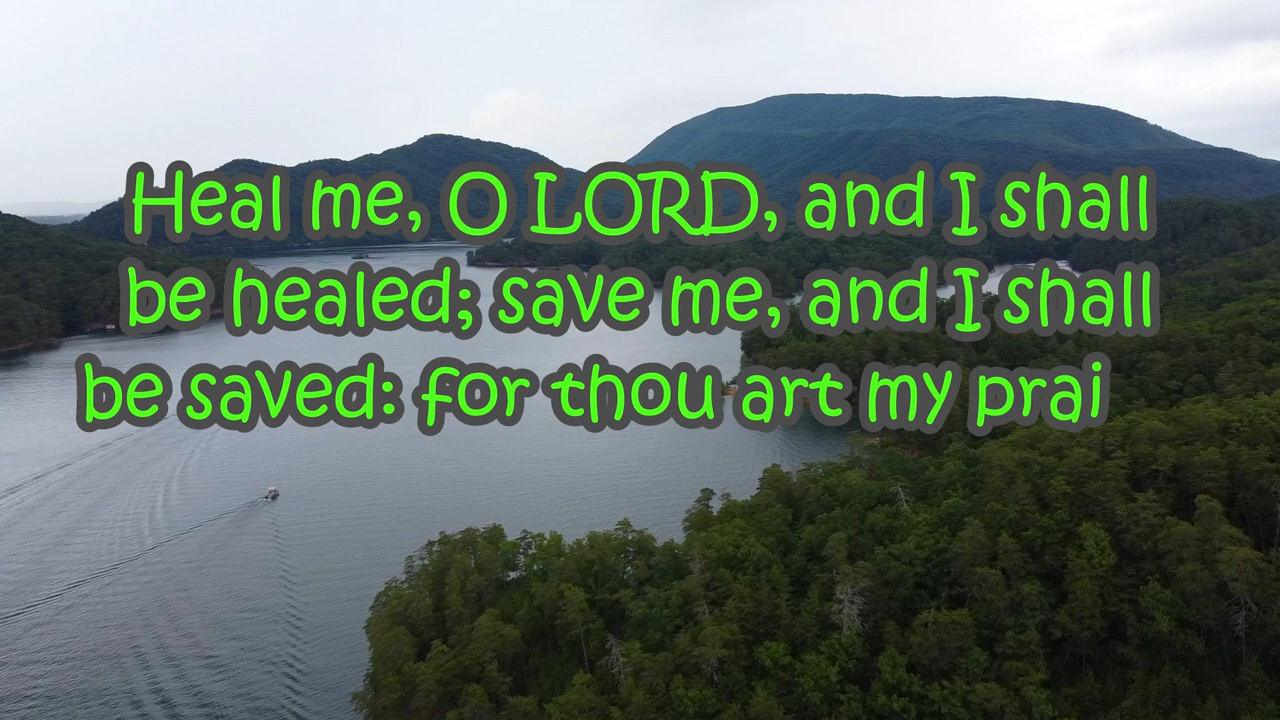 Heal me, O LORD, and I shall
be healed; save me, and I shall
be saved: for thou art my prai